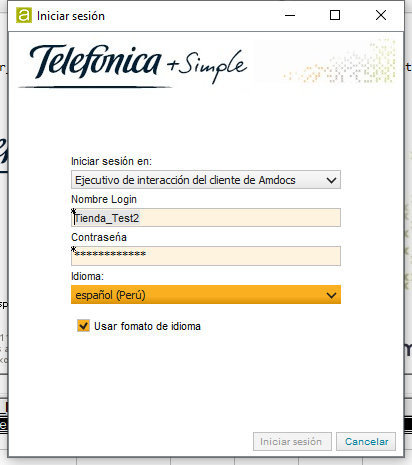 Iniciar sesión
Telefónica +Simple
Iniciar sesión en:
Ejecutivo de interacción del cliente de Amdocs
Nombre Login
*Tienda_Test2
Contraseña
*************
Idioma:
español (Perú)
Usar fomato de idioma
Iniciar sesión
Cancelar